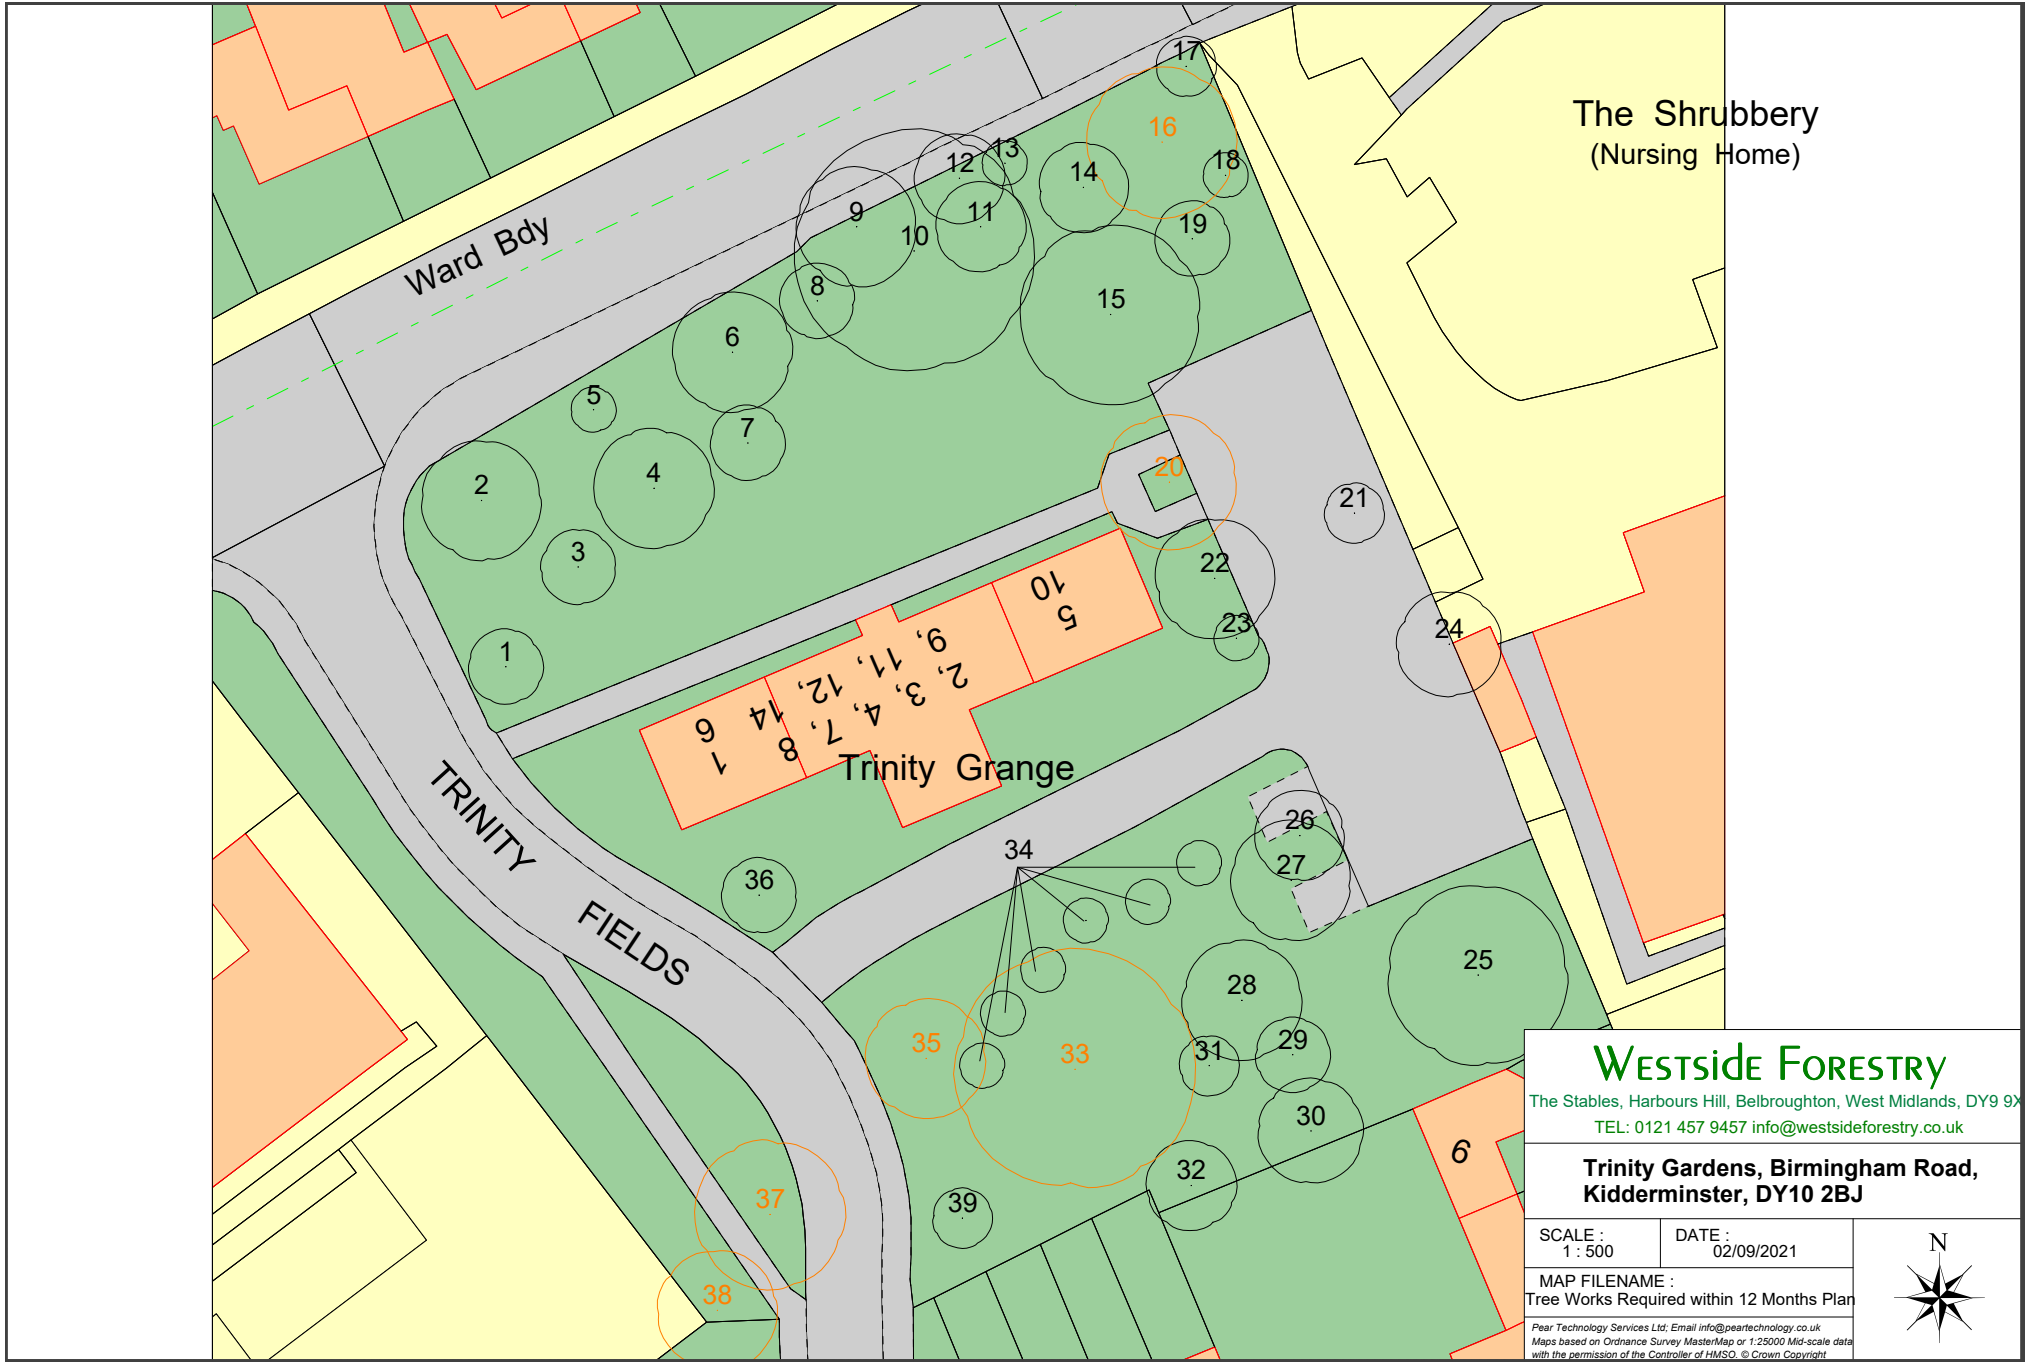 The Shrubbery
(Nursing Home)
Ward Bdy
17
16
13
12
14
18
9
11
19
10
8
15
6
5
7
20
4
2
21
3
22
23
24
1
10
5
9, 11, 12, 14
2, 3, 4, 7, 8
6
1
Trinity Grange
TRINITY FIELDS
26
34
27
36
25
28
35
33
31
29
30
32
37
39
38
6
WESTSidE FORESTRY
The Stables, Harbours Hill, Belbroughton, West Midlands, DY9 9X
TEL: 0121 457 9457 info@westsideforestry.co.uk
Trinity Gardens, Birmingham Road,
Kidderminster, DY10 2BJ
SCALE :
1 : 500
DATE :
02/09/2021
N
MAP FILENAME :
Tree Works Required within 12 Months Plan
Pear Technology Services Ltd; Email info@peartechnology.co.uk
Maps based on Ordnance Survey MasterMap or 1:25000 Mid-scale data
with the permission of the Controller of HMSO. © Crown Copyright